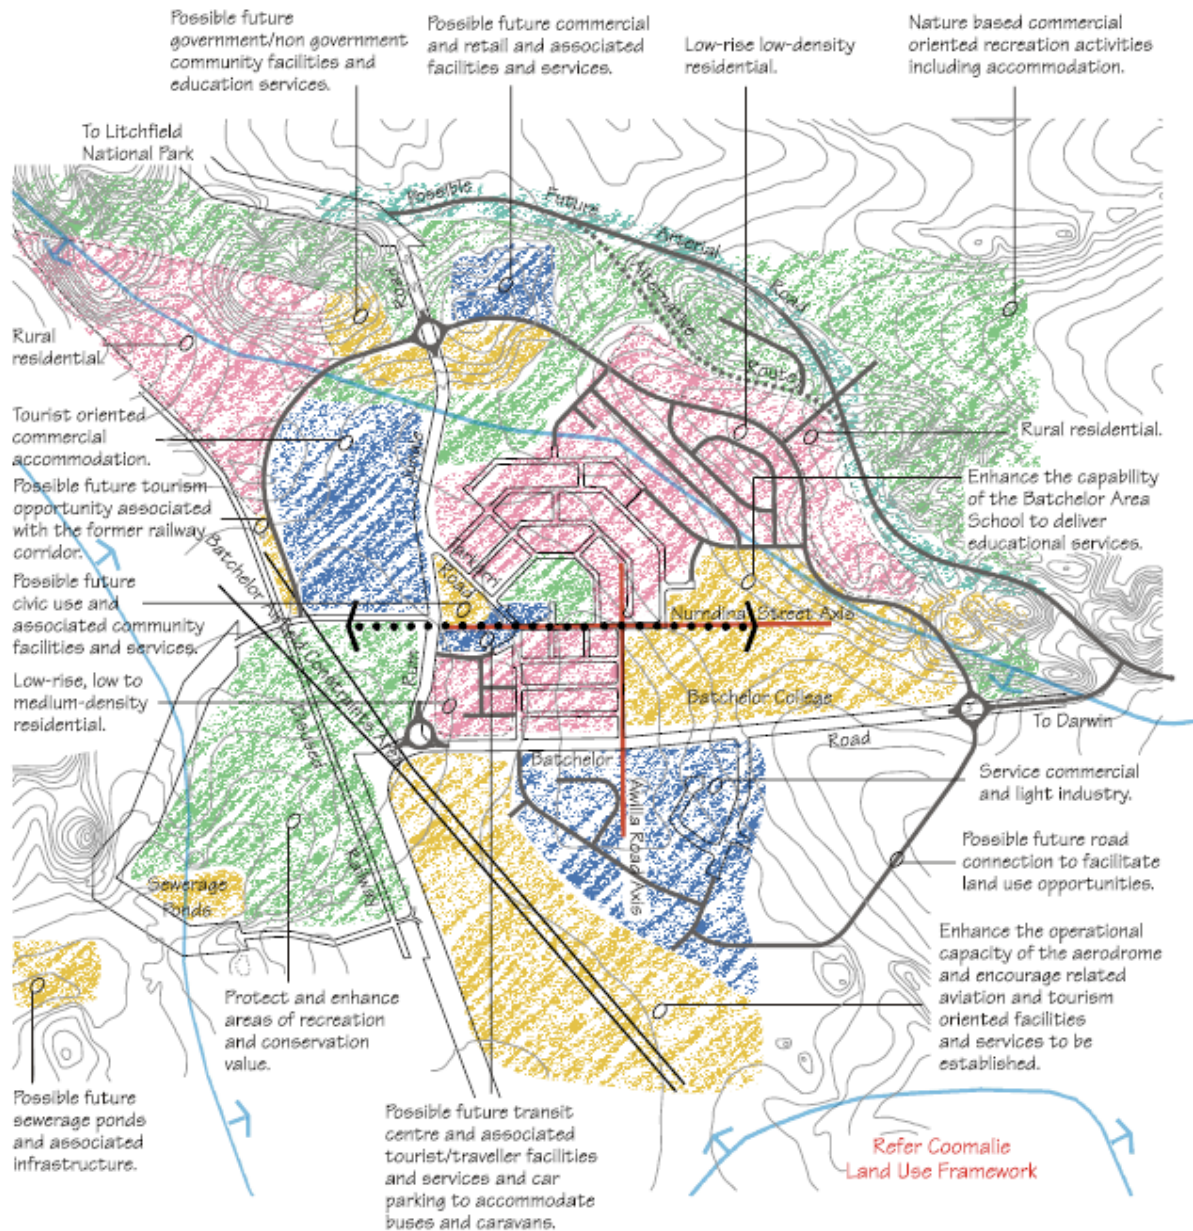 Possible future
government/non government
community facilities and
education services.
Possible future commercial
and retail and associated
facilities and services.
Low-rise low-density
residential.
Nature based commercial
oriented recreation activities
including accommodation.
To Litchfield
National Park
Possible Future Arterial Road
Alternative Route
Road
Rural
residential.
Tourist oriented
commercial
accommodation.
Possible future tourism
opportunity associated
with the former railway
corridor.
Possible future
civic use and
associated community
facilities and services.
Low-rise, low to
medium-density
residential.
Rural residential.
Enhance the capability
of the Batchelor Area
School to deliver
educational services.
Road
Nurndina Street Axis
Batchelor College
To Darwin
Road
Batchelor
Awilla Road Axis
Rum
Disused
Railway
Service commercial
and light industry.
Possible future road
connection to facilitate
land use opportunities.
Sewerage
Ponds
Enhance the operational
capacity of the aerodrome
and encourage related
aviation and tourism
oriented facilities
and services to be
established.
Protect and enhance
areas of recreation
and conservation
value.
Possible future
sewerage ponds
and associated
infrastructure.
Possible future transit
centre and associated
tourist/traveller facilities
and services and car
parking to accommodate
buses and caravans.
Refer Coomalie
Land Use Framework